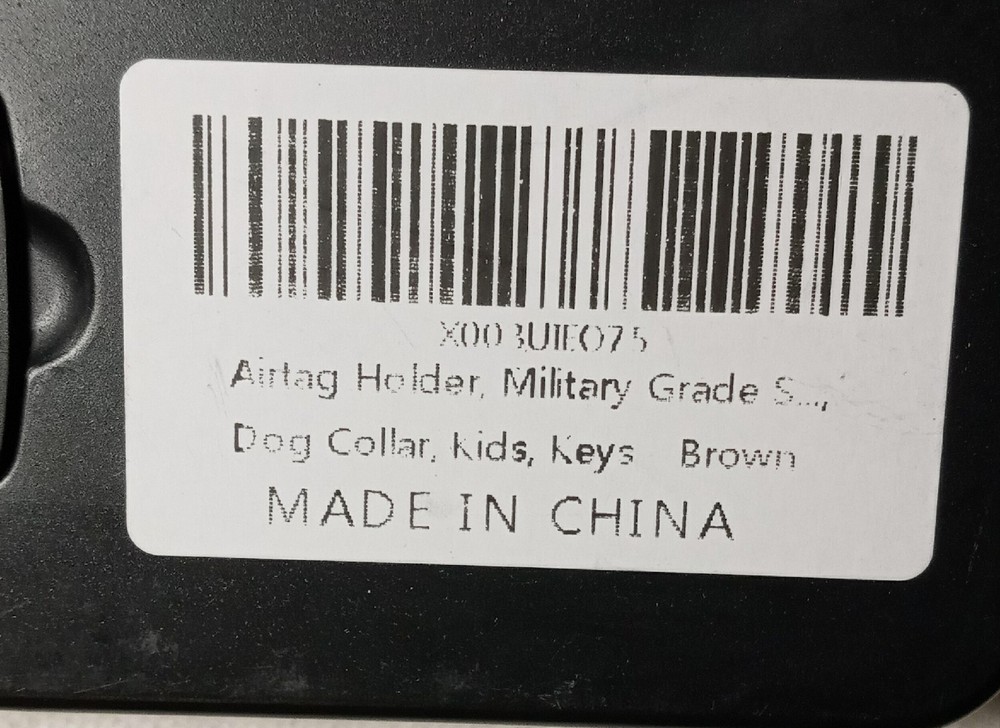 X003UIEO75
Airtag Holder, Military Grade S...,
Dog Collar, Kids, Keys Brown
MADE IN CHINA